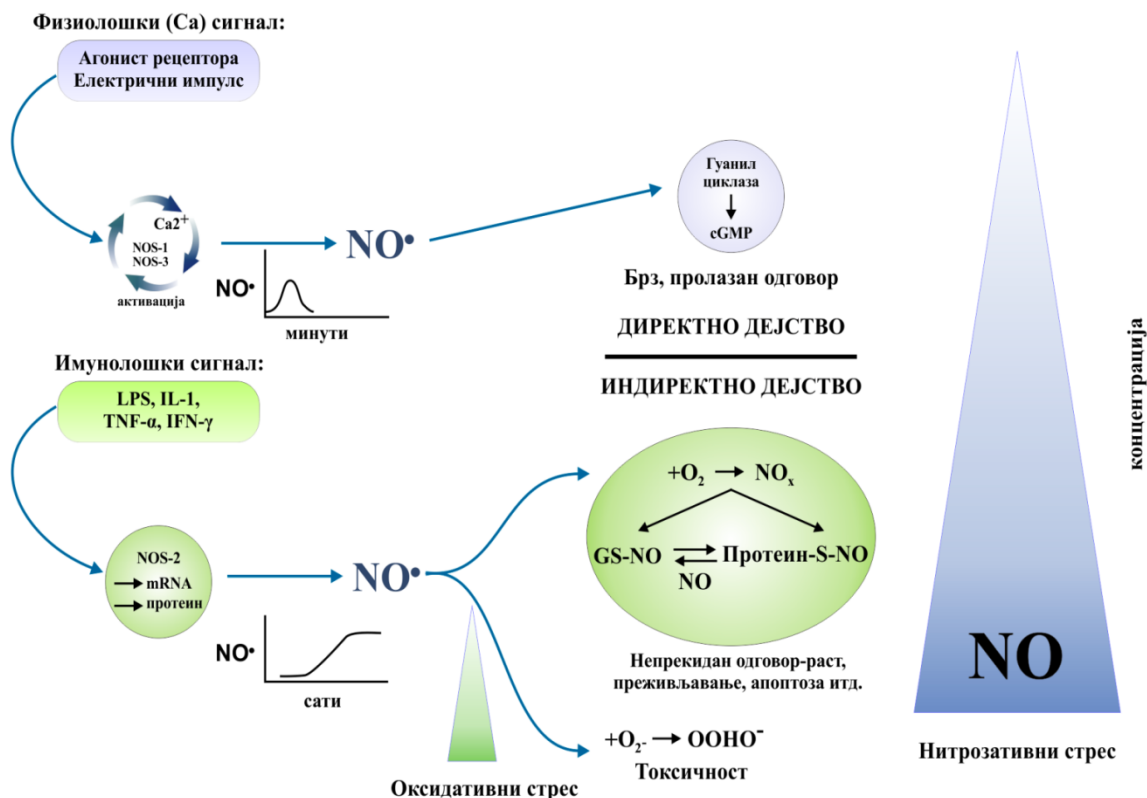 Физиолошки (Ca) сигнал:
Агонист рецептора
Електрични импулс
Ca2+
NOS-1
NOS-3
активација
NO•
NO•
минути
Гуанил
циклаза
cGMP
Брз, пролазан одговор
ДИРЕКТНО ДЕЈСТВО
ИНДИРЕКТНО ДЕЈСТВО
Имунолошки сигнал:
LPS, IL-1,
TNF-α, IFN-γ
NOS-2
mRNA
протеин
NO•
NO•
сати
+O2 → NOx
GS-NO ⇄ Протеин-S-NO
NO
Непрекидан одговор-раст,
преживљавање, апоптоза итд.
+O2- → OOHO-
Токсичност
Оксидативни стрес
концентрација
NO
Нитрозативни стрес